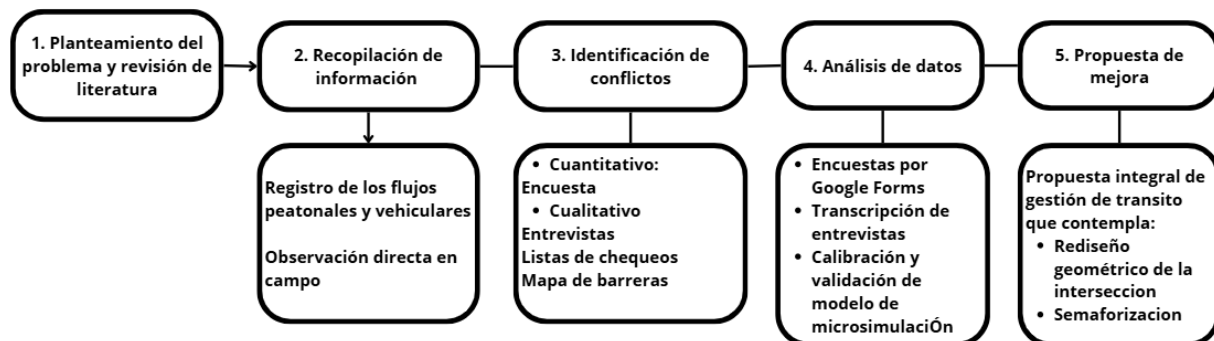 1. Planteamiento del
problema y revisión de
literatura
2. Recopilación de
información
3. Identificación de
conflictos
4. Análisis de datos
5. Propuesta de
mejora
Registro de los flujos
peatonales y vehiculares
Observación directa en
campo
• Cuantitativo:
Encuesta
• Cualitativo
Entrevistas
Listas de chequeos
Mapa de barreras
• Encuestas por
Google Forms
• Transcripción de
entrevistas
• Calibración y
validación de
modelo de
microsimulaciÓn
Propuesta integral de
gestión de transito
que contempla:
• Rediseño
geométrico de la
interseccion
• Semaforizacion